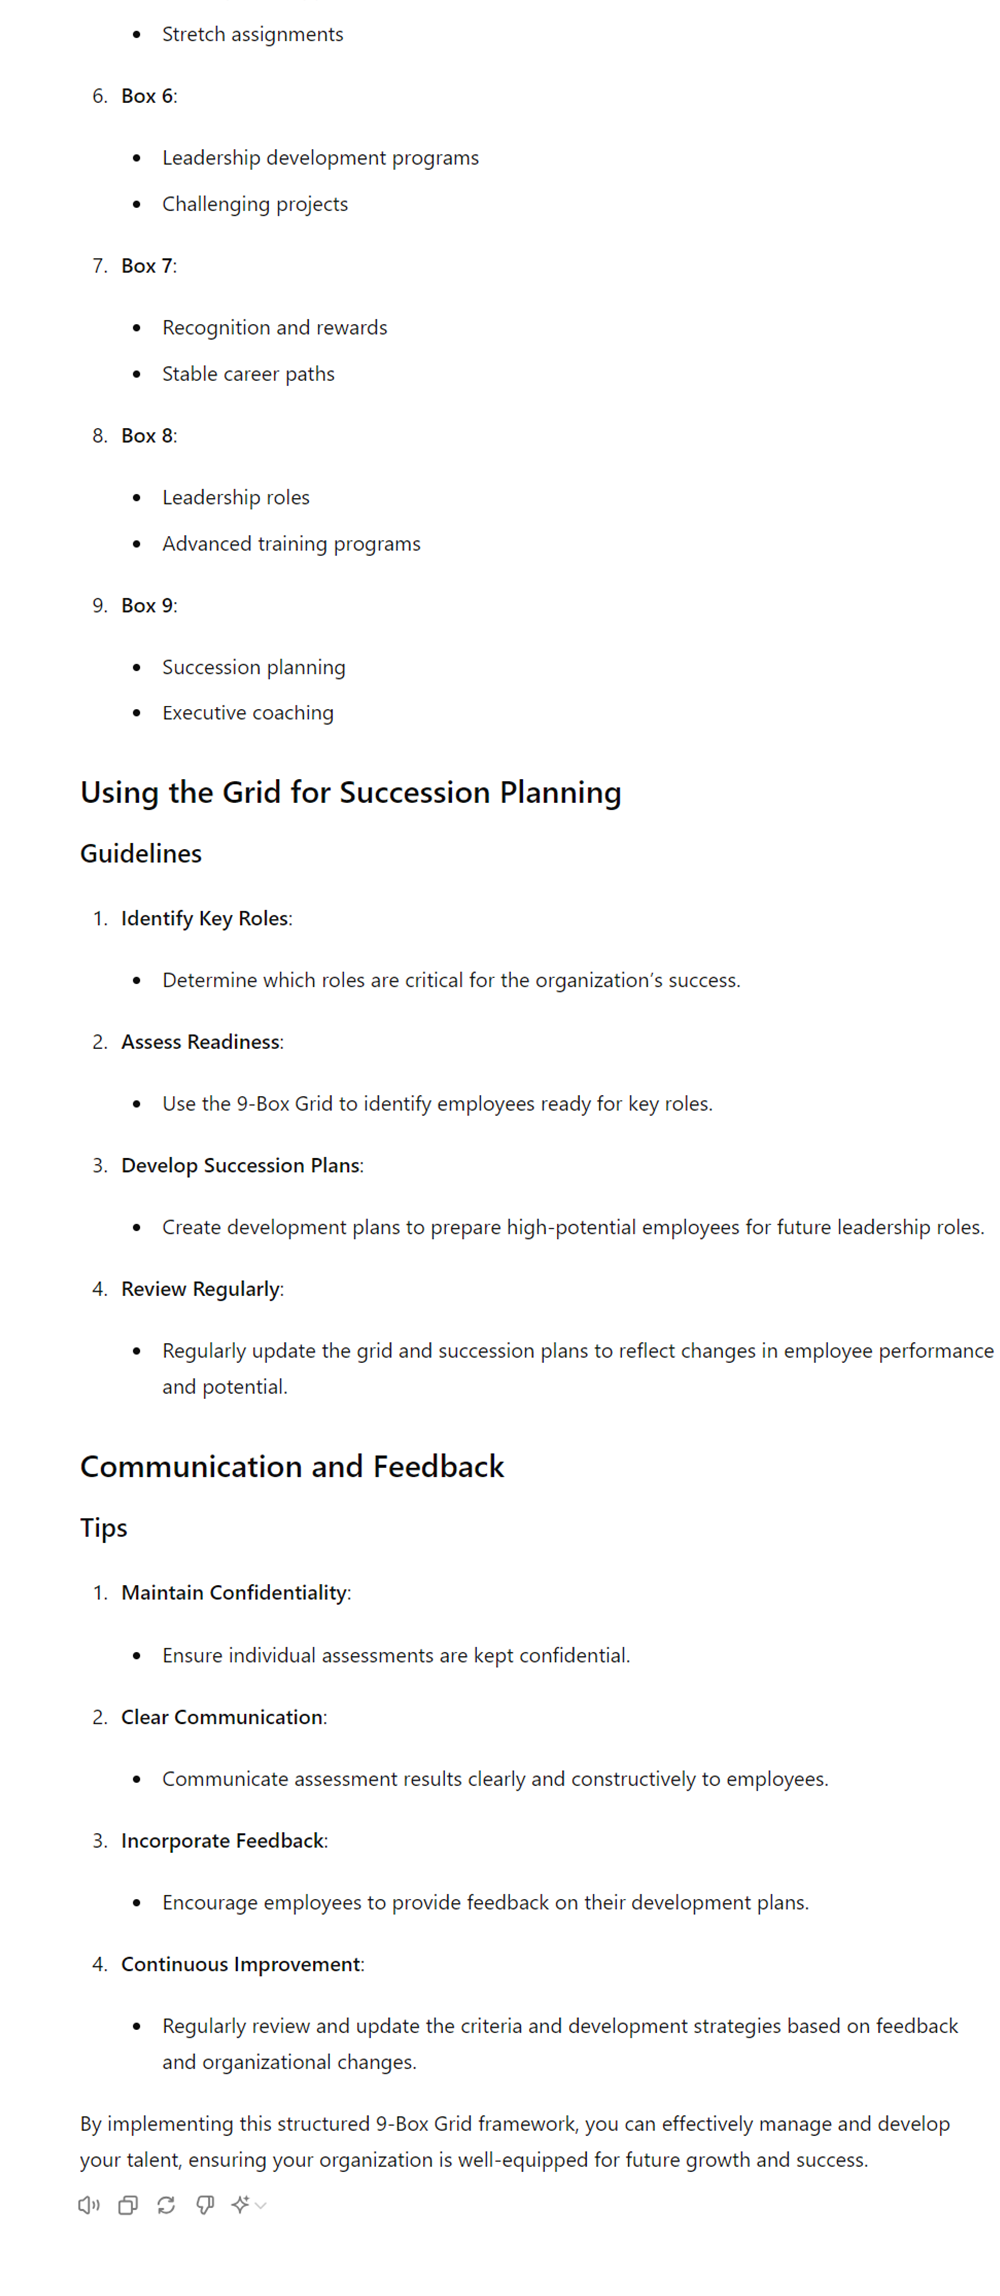 • Stretch assignments
6. Box 6:
• Leadership development programs
• Challenging projects
7. Box 7:
• Recognition and rewards
• Stable career paths
8. Box 8:
• Leadership roles
• Advanced training programs
9. Box 9:
• Succession planning
• Executive coaching
Using the Grid for Succession Planning
Guidelines
1. Identify Key Roles:
• Determine which roles are critical for the organization’s success.
2. Assess Readiness:
• Use the 9-Box Grid to identify employees ready for key roles.
3. Develop Succession Plans:
• Create development plans to prepare high-potential employees for future leadership roles.
4. Review Regularly:
• Regularly update the grid and succession plans to reflect changes in employee performance
and potential.
Communication and Feedback
Tips
1. Maintain Confidentiality:
• Ensure individual assessments are kept confidential.
2. Clear Communication:
• Communicate assessment results clearly and constructively to employees.
3. Incorporate Feedback:
• Encourage employees to provide feedback on their development plans.
4. Continuous Improvement:
• Regularly review and update the criteria and development strategies based on feedback
and organizational changes.
By implementing this structured 9-Box Grid framework, you can effectively manage and develop
your talent, ensuring your organization is well-equipped for future growth and success.